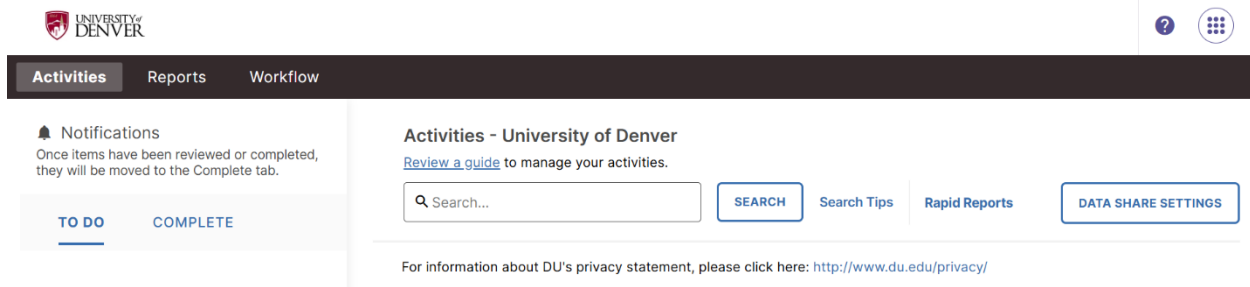 UNIVERSITY of
DENVER
?
Activities Reports Workflow
Notifications
Once items have been reviewed or completed,
they will be moved to the Complete tab.
TO DO COMPLETE
Activities - University of Denver
Review a guide to manage your activities.
Search... SEARCH Search Tips Rapid Reports DATA SHARE SETTINGS
For information about DU's privacy statement, please click here: http://www.du.edu/privacy/